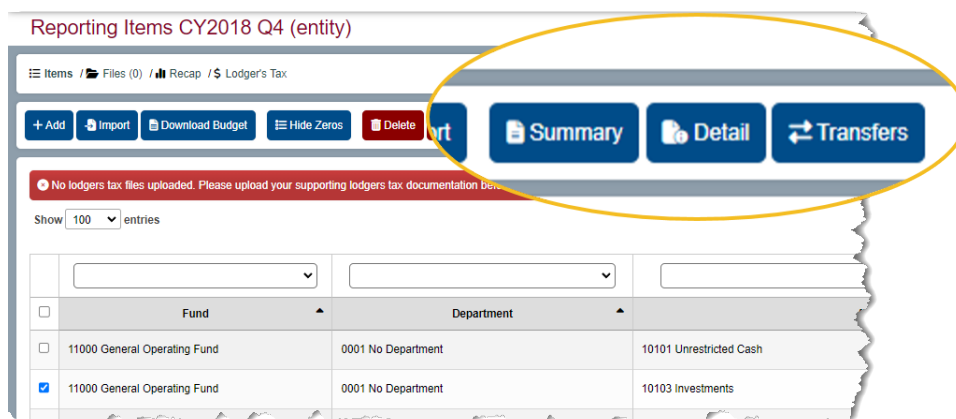 Reporting Items CY2018 Q4 (entity)
Items / Files (0) / Recap / $ Lodger's Tax
+ Add Import Download Budget Hide Zeros Delete
Summary Detail Transfers
No lodgers tax files uploaded. Please upload your supporting lodgers tax documentation
Show 100 entries
Fund Department
11000 General Operating Fund 0001 No Department 10101 Unrestricted Cash
11000 General Operating Fund 0001 No Department 10103 Investments